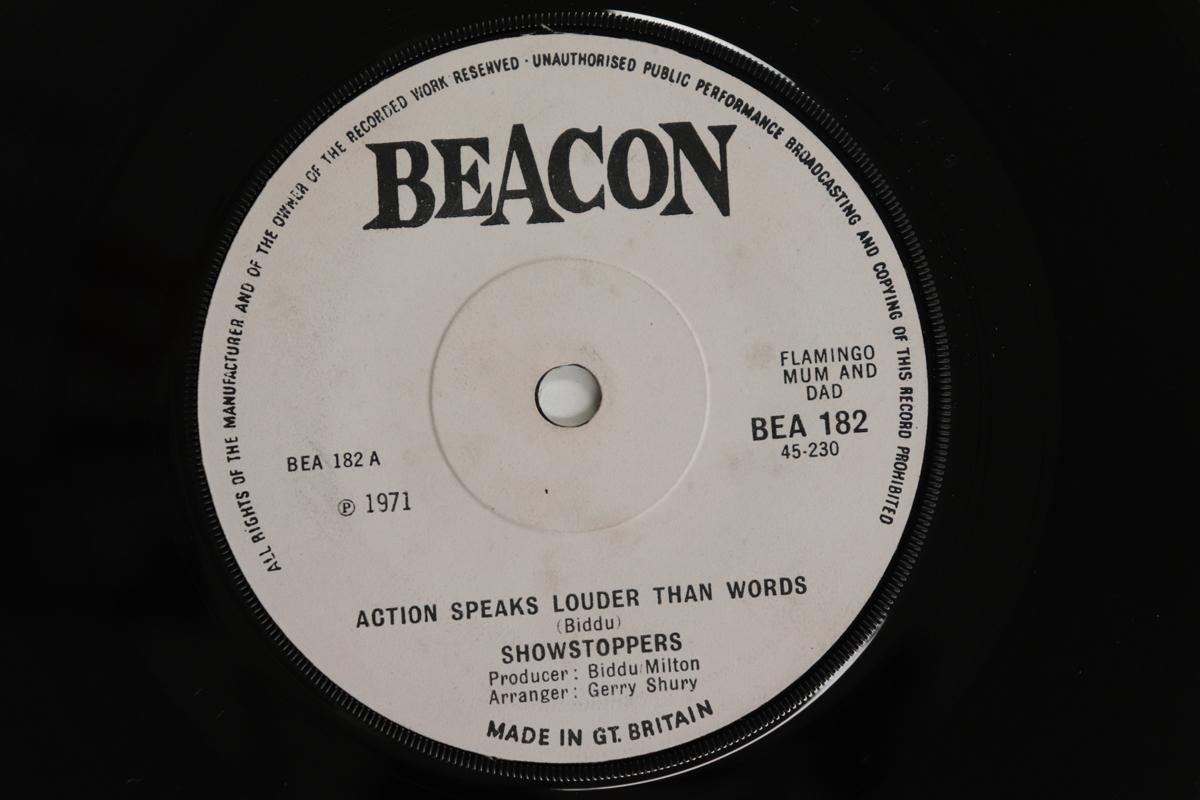 ALL RIGHTS OF THE MANUFACTURER AND OF THE OWNER OF THE RECORDED WORK RESERVED · UNAUTHORISED PUBLIC PERFORMANCE BROADCASTING AND COPYING OF THIS RECORD PROHIBITED
BEACON
FLAMINGO
MUM AND
DAD
BEA 182
45-230
BEA 182 A
℗ 1971
ACTION SPEAKS LOUDER THAN WORDS
(Biddu)
SHOWSTOPPERS
Producer: Biddu/Milton
Arranger: Gerry Shury
MADE IN GT. BRITAIN